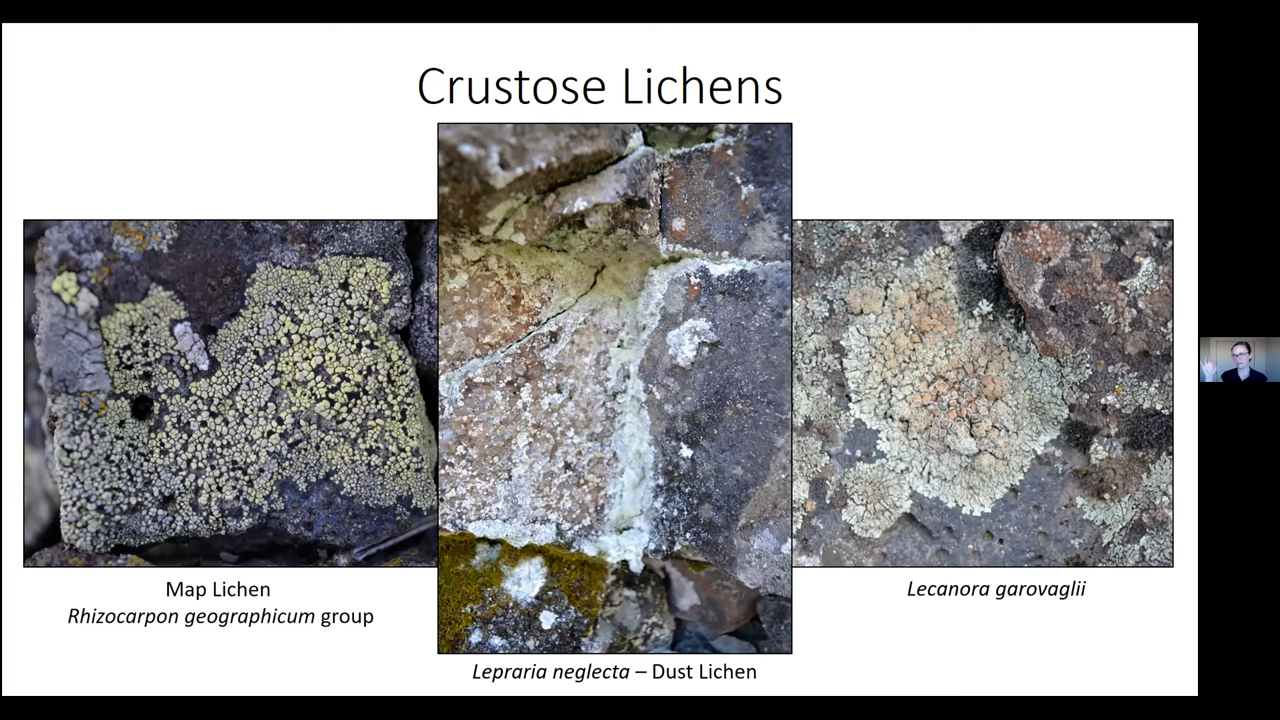 Crustose Lichens
Map Lichen
Rhizocarpon geographicum group
Lepraria neglecta – Dust Lichen
Lecanora garovaglii